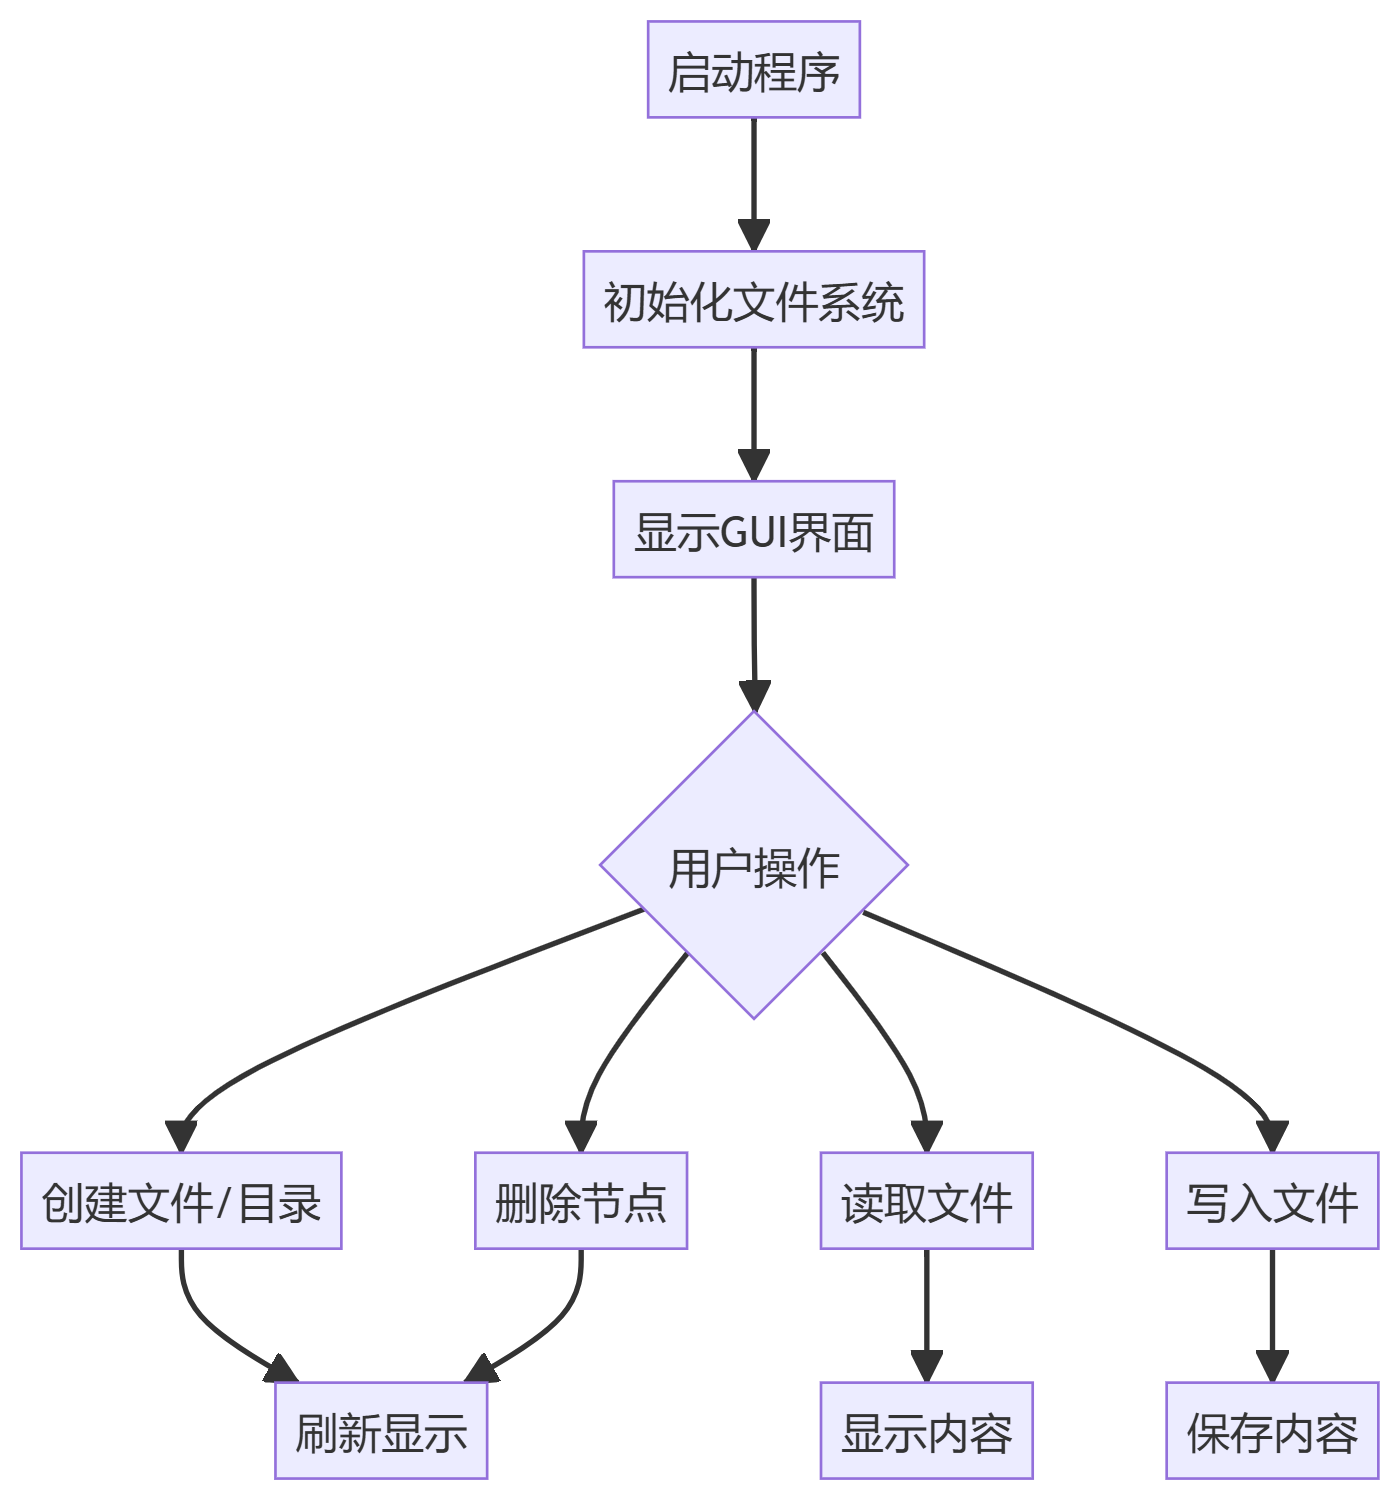 启动程序
初始化文件系统
显示GUI界面
用户操作
创建文件/目录
删除节点
读取文件
写入文件
刷新显示
显示内容
保存内容